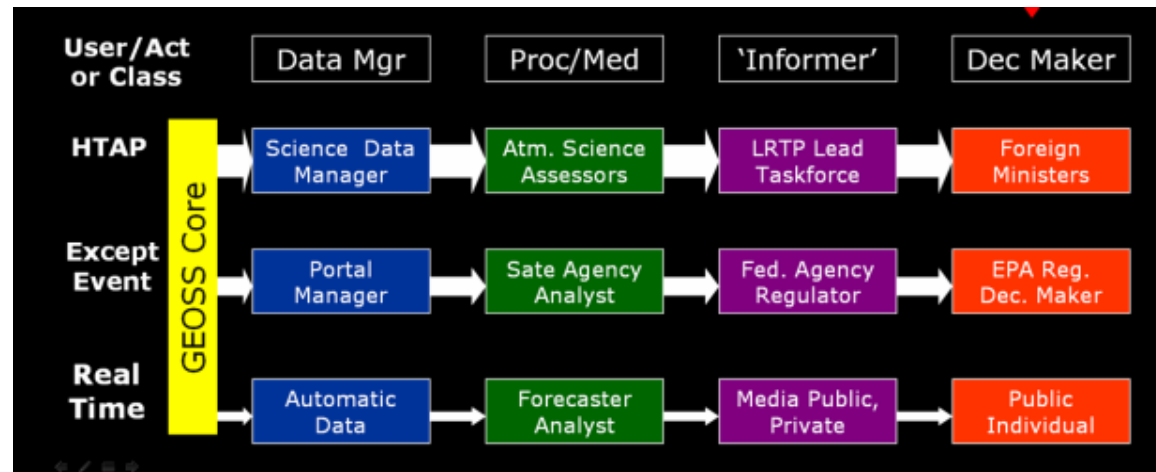 User/Act
or Class
Data Mgr
Proc/Med
‘Informer’
Dec Maker
HTAP
GEOSS Core
Science Data
Manager
Atm. Science
Assessors
LRTP Lead
Taskforce
Foreign
Ministers
Except
Event
Portal
Manager
Sate Agency
Analyst
Fed. Agency
Regulator
EPA Reg.
Dec. Maker
Real
Time
Automatic
Data
Forecaster
Analyst
Media Public,
Private
Public
Individual